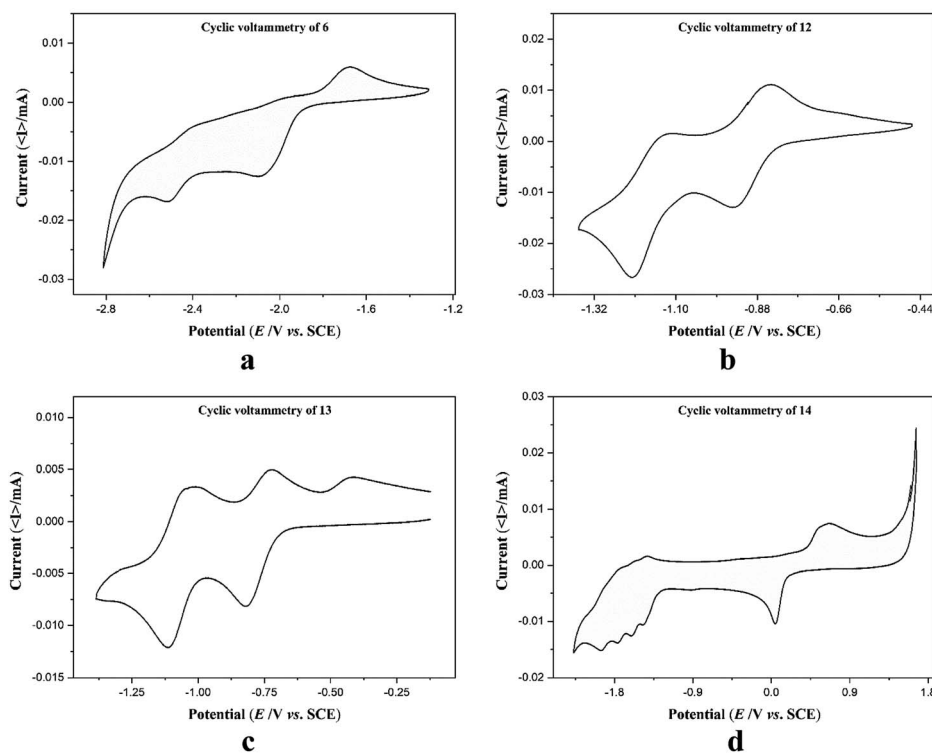 Cyclic voltammetry of 6
0.01
0.00
-0.01
-0.02
-0.03
Current (<I>/mA)
-2.8 -2.4 -2.0 -1.6 -1.2
Potential (E /V vs. SCE)
a
Cyclic voltammetry of 12
0.02
0.01
0.00
-0.01
-0.02
-0.03
Current (<I>/mA)
-1.32 -1.10 -0.88 -0.66 -0.44
Potential (E /V vs. SCE)
b
Cyclic voltammetry of 13
0.010
0.005
0.000
-0.005
-0.010
-0.015
Current (<I>/mA)
-1.25 -1.00 -0.75 -0.50 -0.25
Potential (E /V vs. SCE)
c
Cyclic voltammetry of 14
0.03
0.02
0.01
0.00
-0.01
-0.02
Current (<I>/mA)
-1.8 -0.9 0.0 0.9 1.8
Potential (E /V vs. SCE)
d